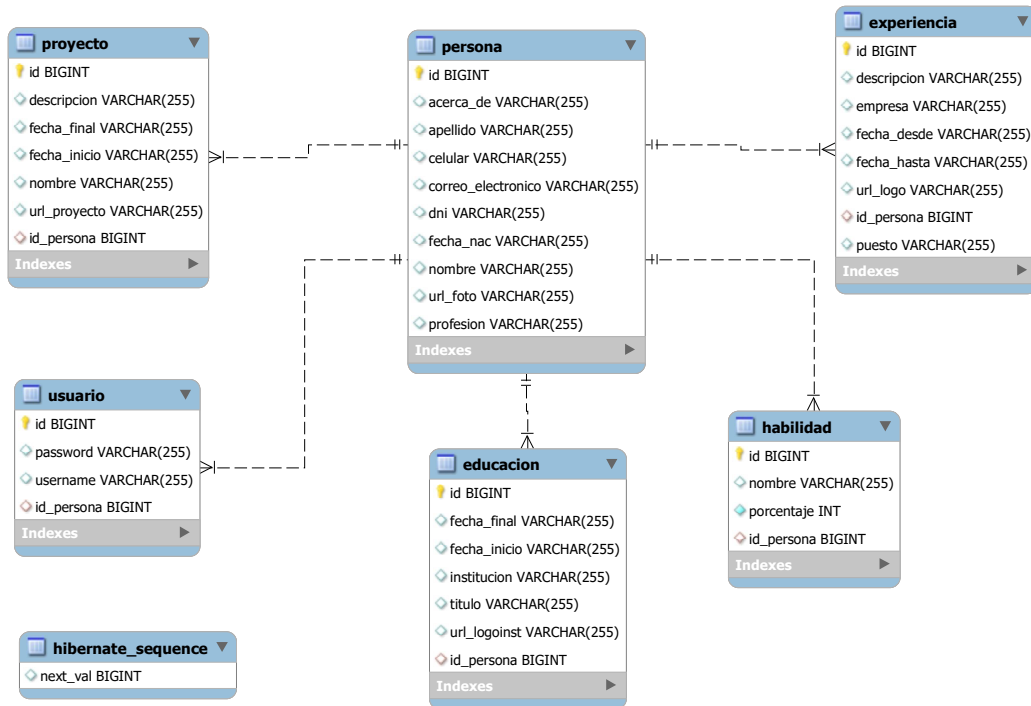 proyecto
id BIGINT
descripcion VARCHAR(255)
fecha_final VARCHAR(255)
fecha_inicio VARCHAR(255)
nombre VARCHAR(255)
url_proyecto VARCHAR(255)
id_persona BIGINT
Indexes
persona
id BIGINT
acerca_de VARCHAR(255)
apellido VARCHAR(255)
celular VARCHAR(255)
correo_electronico VARCHAR(255)
dni VARCHAR(255)
fecha_nac VARCHAR(255)
nombre VARCHAR(255)
url_foto VARCHAR(255)
profesion VARCHAR(255)
Indexes
experiencia
id BIGINT
descripcion VARCHAR(255)
empresa VARCHAR(255)
fecha_desde VARCHAR(255)
fecha_hasta VARCHAR(255)
url_logo VARCHAR(255)
id_persona BIGINT
puesto VARCHAR(255)
Indexes
usuario
id BIGINT
password VARCHAR(255)
username VARCHAR(255)
id_persona BIGINT
Indexes
educacion
id BIGINT
fecha_final VARCHAR(255)
fecha_inicio VARCHAR(255)
institucion VARCHAR(255)
titulo VARCHAR(255)
url_logoinst VARCHAR(255)
id_persona BIGINT
Indexes
habilidad
id BIGINT
nombre VARCHAR(255)
porcentaje INT
id_persona BIGINT
Indexes
hibernate_sequence
next_val BIGINT